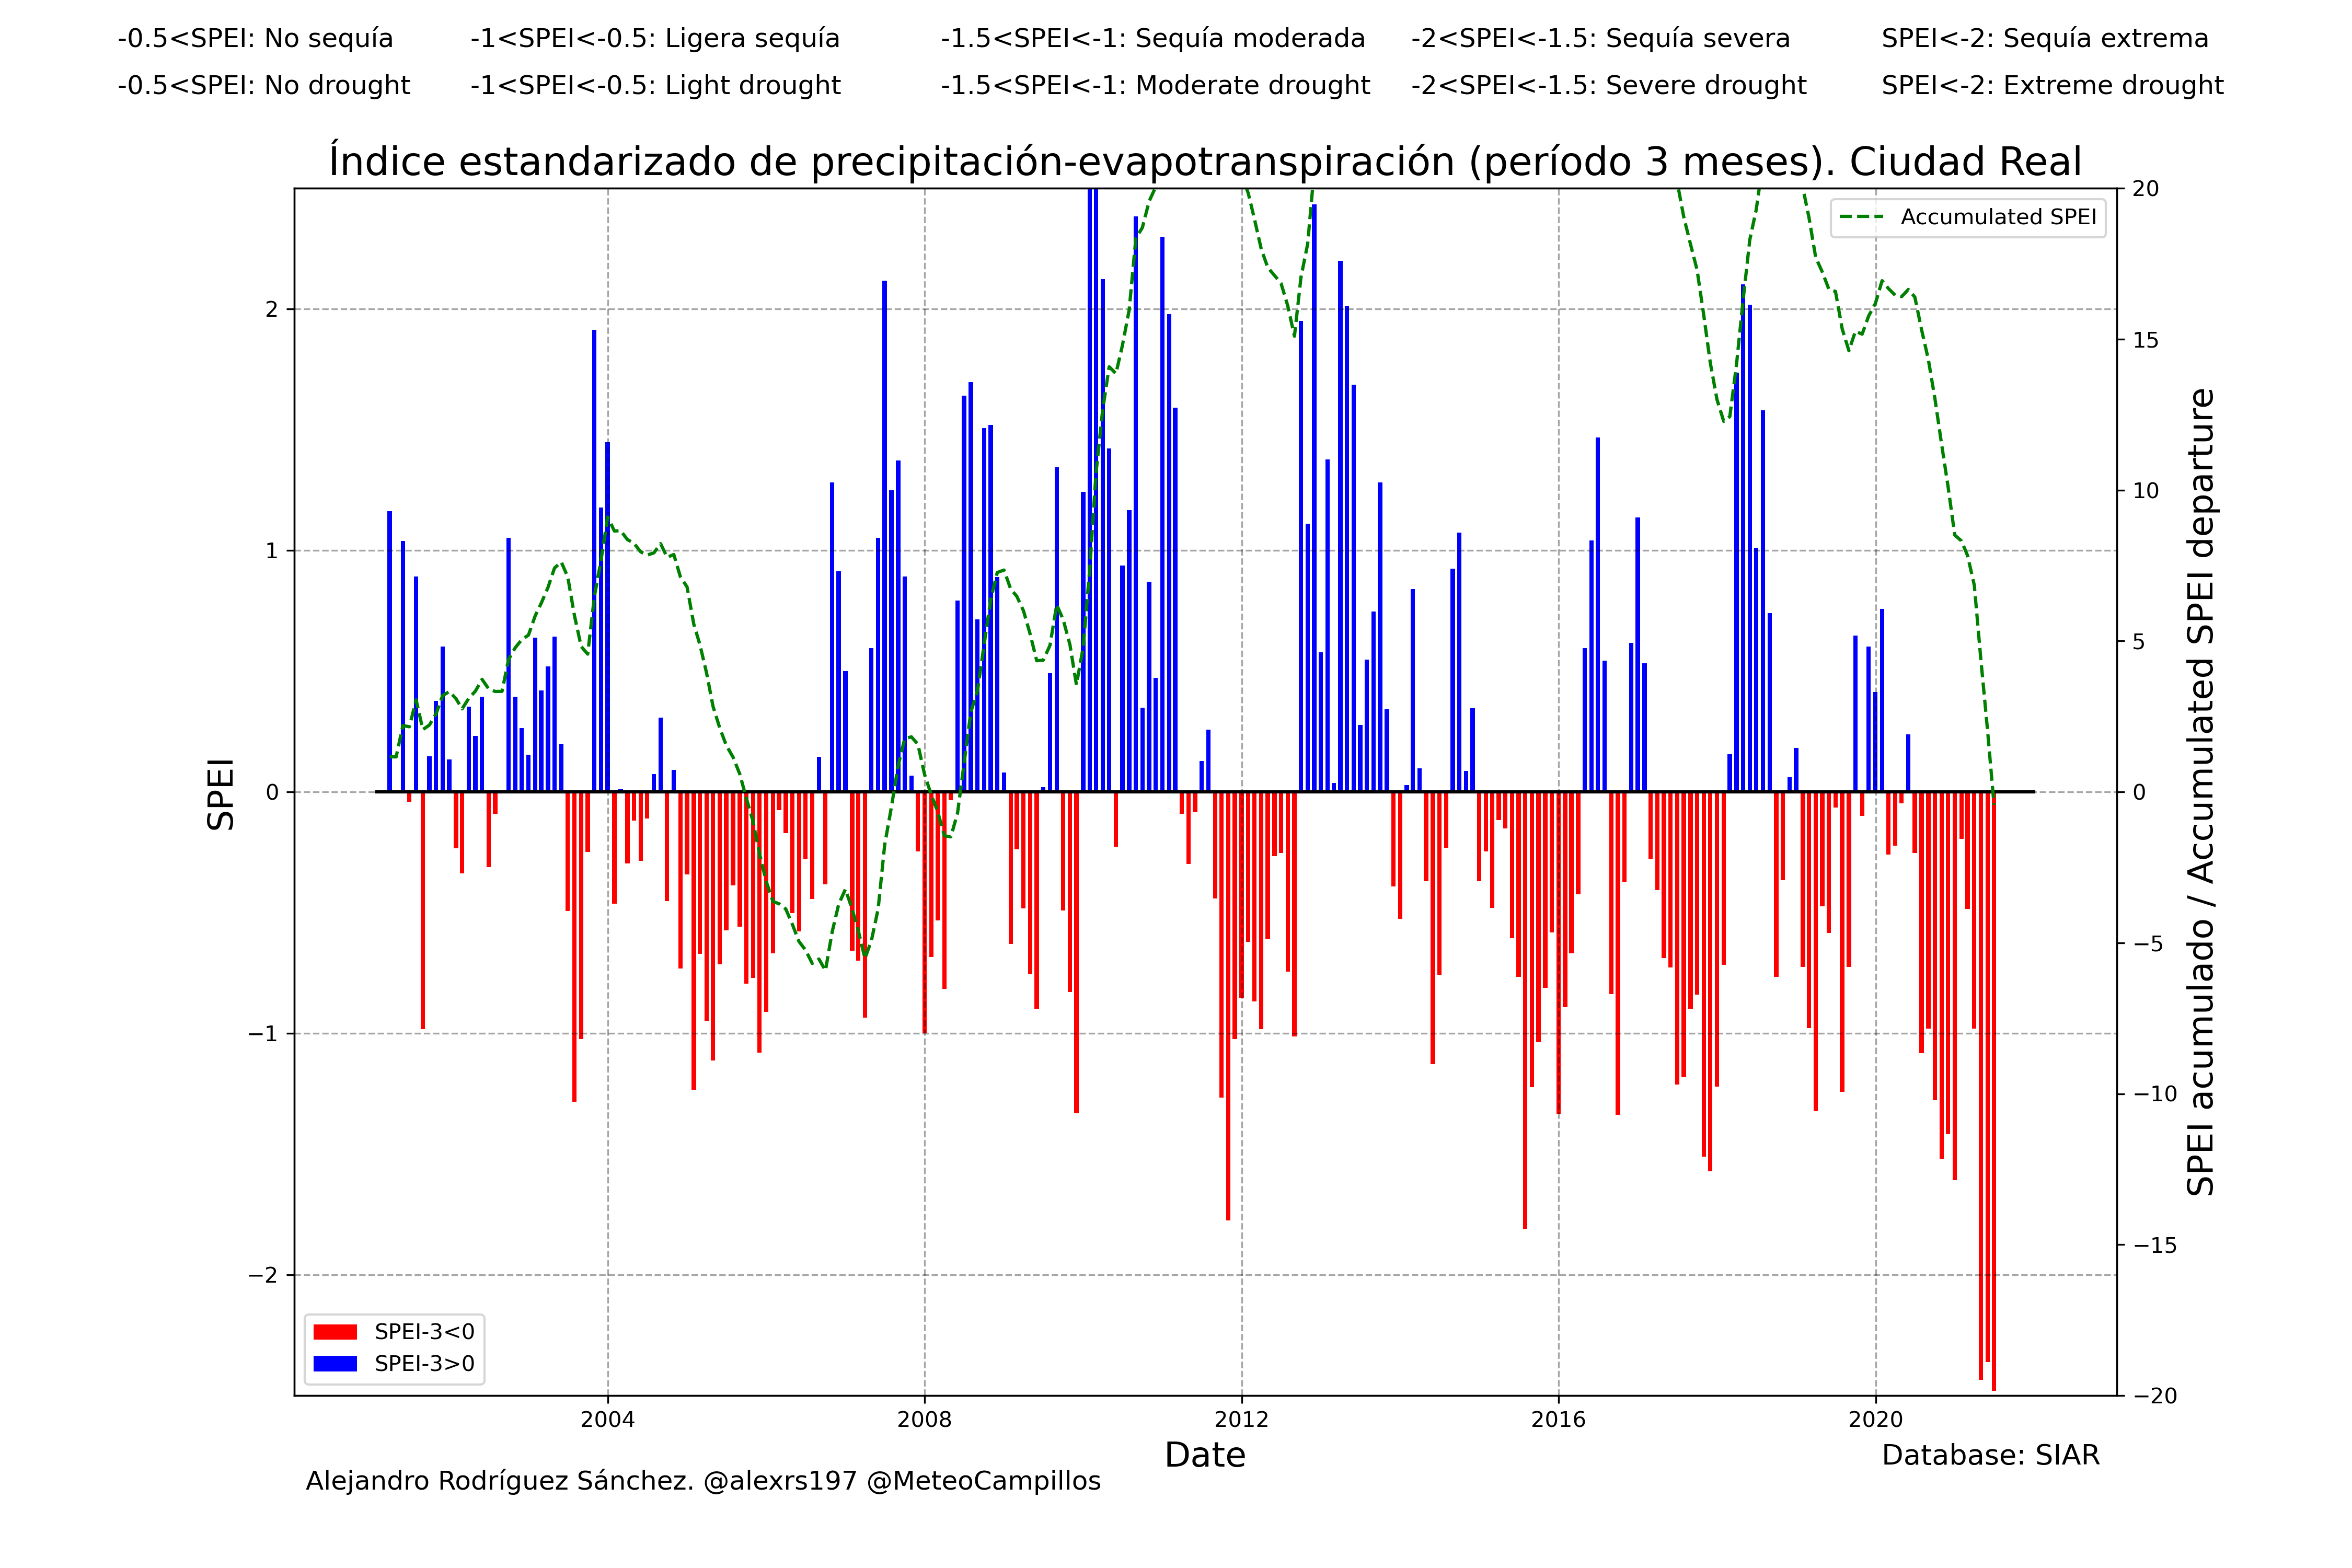 -0.5<SPEI: No sequía -1<SPEI<-0.5: Ligera sequía -1.5<SPEI<-1: Sequía moderada -2<SPEI<-1.5: Sequía severa SPEI<-2: Sequía extrema
-0.5<SPEI: No drought -1<SPEI<-0.5: Light drought -1.5<SPEI<-1: Moderate drought -2<SPEI<-1.5: Severe drought SPEI<-2: Extreme drought
Índice estandarizado de precipitación-evapotranspiración (período 3 meses). Ciudad Real
Accumulated SPEI
SPEI
2
1
0
−1
−2
20
15
10
5
0
−5
−10
−15
−20
SPEI acumulado / Accumulated SPEI departure
SPEI-3<0
SPEI-3>0
2004 2008 2012 2016 2020
Date
Database: SIAR
Alejandro Rodríguez Sánchez. @alexrs197 @MeteoCampillos